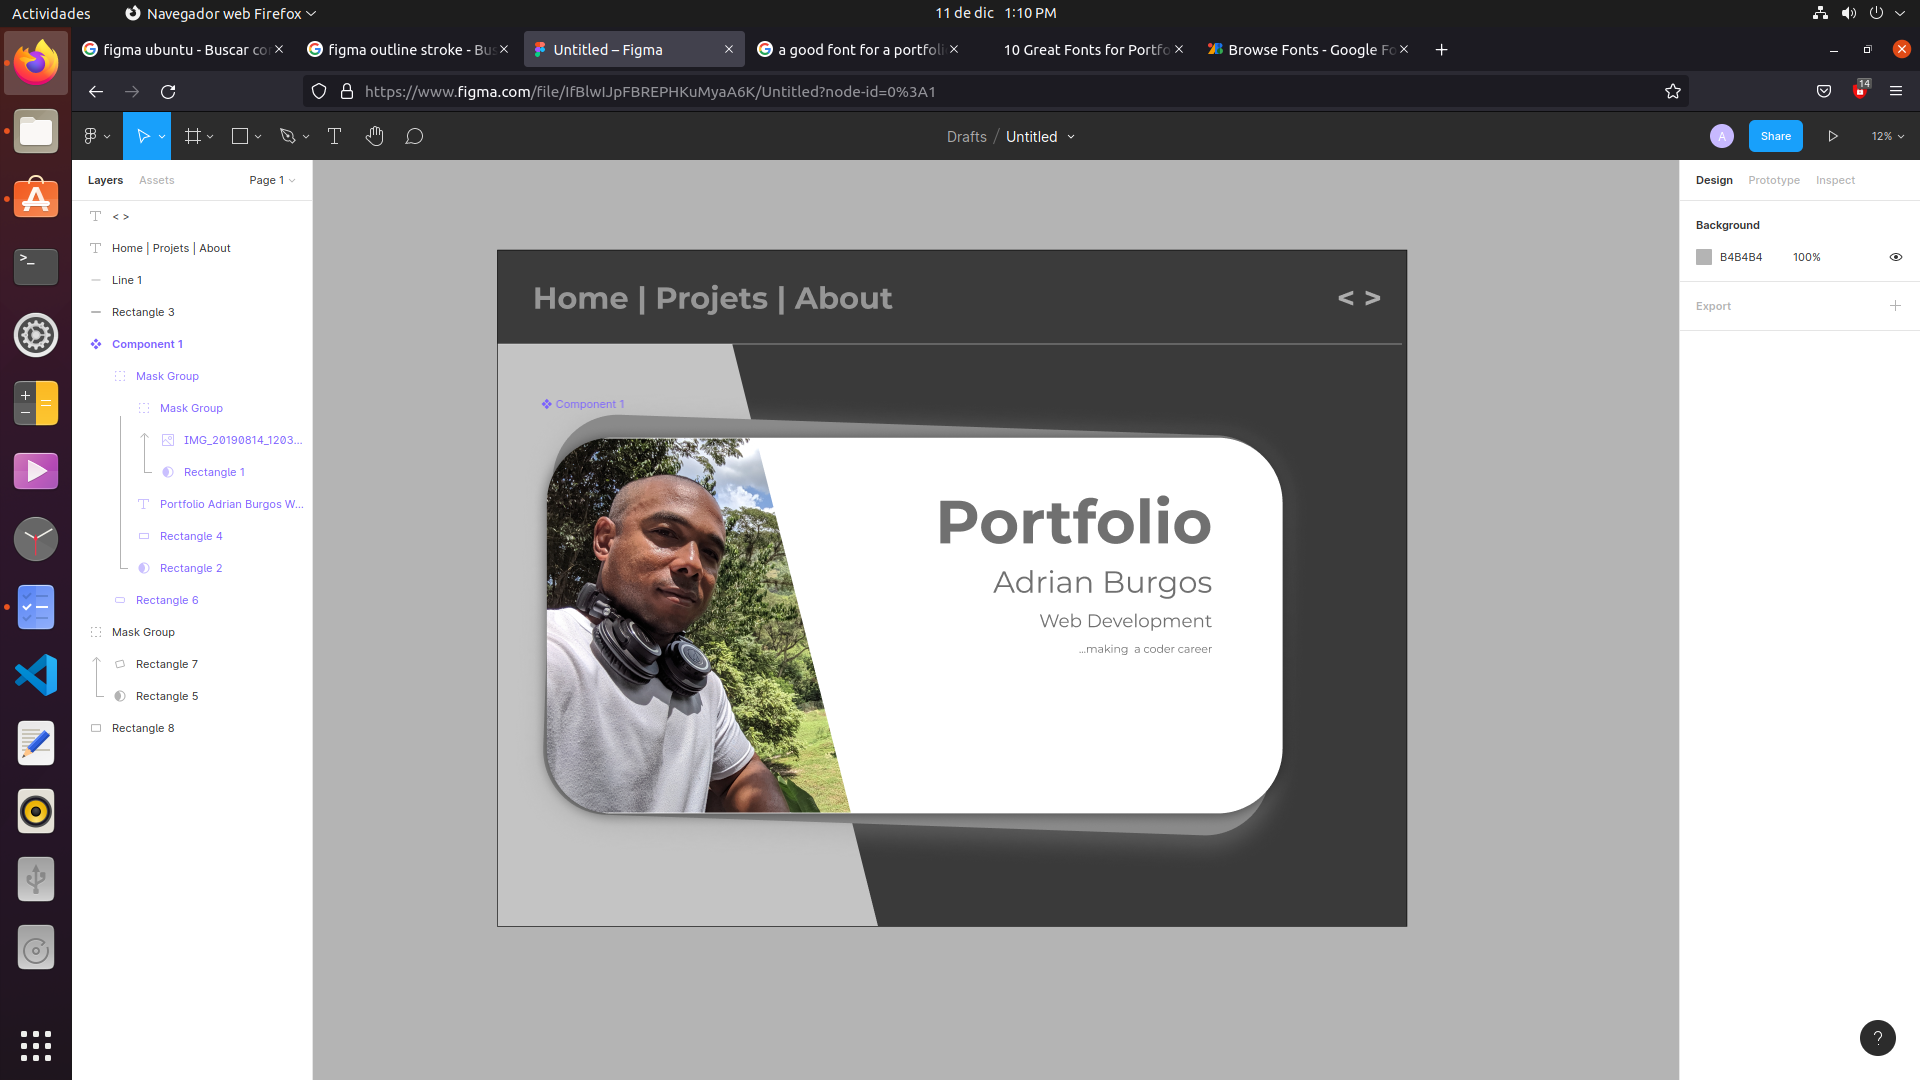 Actividades
Navegador web Firefox
11 de dic 1:10 PM
figma ubuntu - Buscar co
figma outline stroke - Bus
Untitled – Figma
a good font for a portfoli
10 Great Fonts for Portfo
Browse Fonts - Google Fo
https://www.figma.com/file/IfBlwIJpFBREPHKuMyaA6K/Untitled?node-id=0%3A1
14
Drafts / Untitled
A
Share
12%
Layers
Assets
Page 1
Design
Prototype
Inspect
< >
Home | Projets | About
Line 1
Rectangle 3
Component 1
Mask Group
Mask Group
IMG_20190814_1203...
Rectangle 1
Portfolio Adrian Burgos W...
Rectangle 4
Rectangle 2
Rectangle 6
Mask Group
Rectangle 7
Rectangle 5
Rectangle 8
Home | Projets | About
< >
Component 1
Portfolio
Adrian Burgos
Web Development
...making a coder career
Background
B4B4B4
100%
Export
?